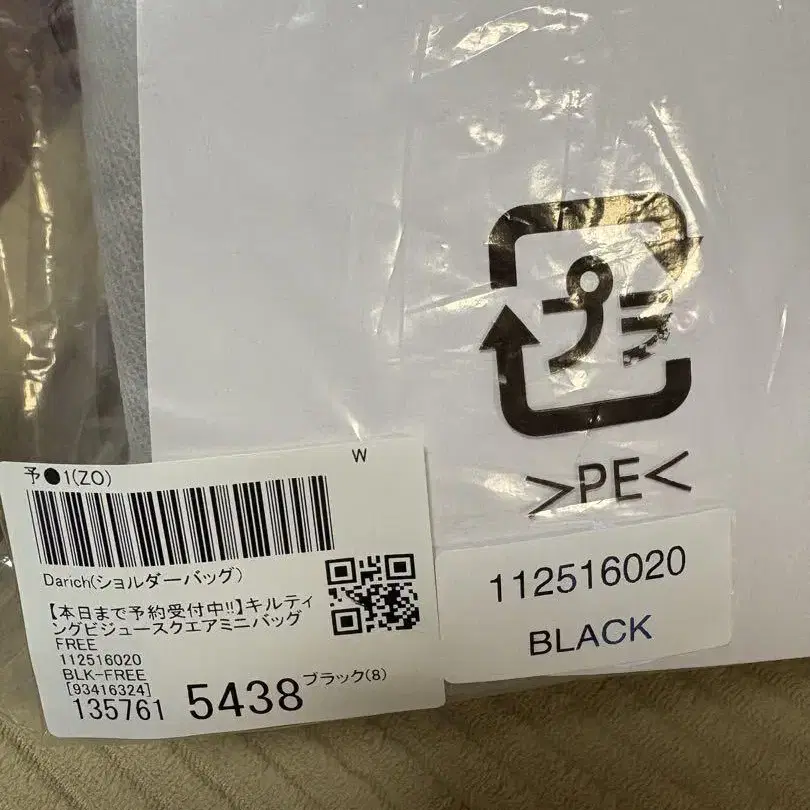 プラ
>PE<
W
予●1(ZO)
Darich(ショルダーバッグ)
【本日まで予約受付中!!】キルティ
ングビジュースクエアミニバッグ
FREE
112516020
BLK-FREE
[93416324]
135761 5438 ブラック(8)
112516020
BLACK